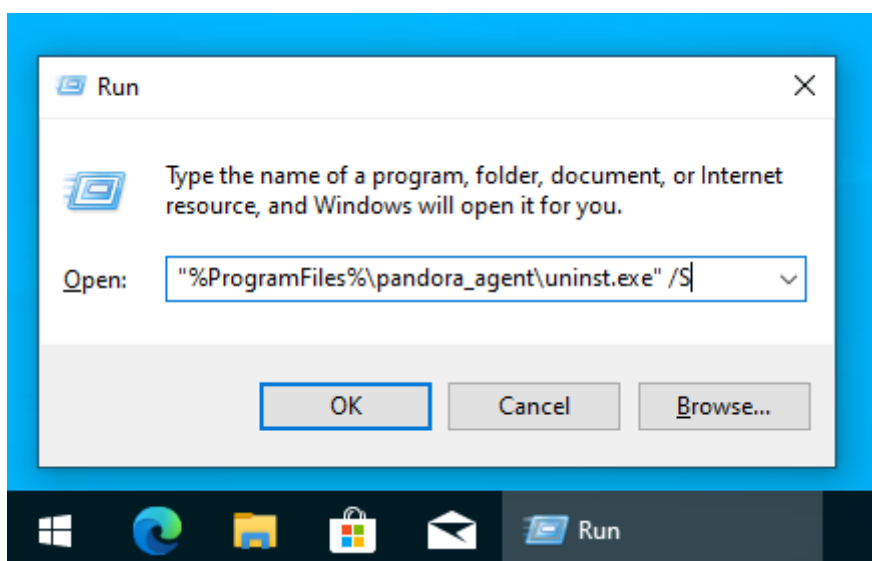 Run
Type the name of a program, folder, document, or Internet
resource, and Windows will open it for you.
Open: "%ProgramFiles%\pandora_agent\uninst.exe" /S
OK Cancel Browse...
Run